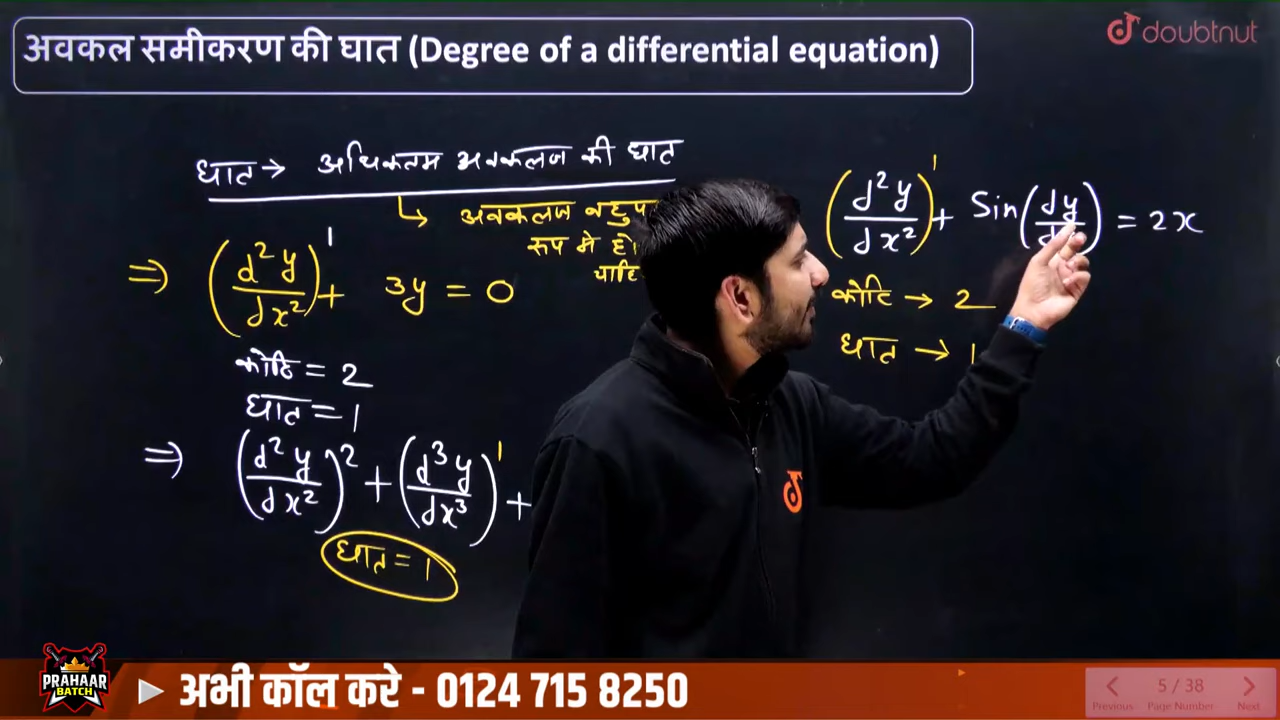 अवकल समीकरण की घात (Degree of a differential equation)
doubtnut
घात → अधिकतम अवकलज की घात
↳ अवकलज बहुप
रूप मे हो
चाहि
⇒ (d²y/dx²)¹ + 3y = 0
कोटि = 2
घात = 1
⇒ (d²y/dx²)² + (d³y/dx³)¹ +
घात = 1
(d²y/dx²)¹ + Sin(dy/) = 2x
कोटि → 2
घात → 1
PRAHAAR
BATCH
अभी कॉल करे - 0124 715 8250
5 / 38
Previous Page Number Next